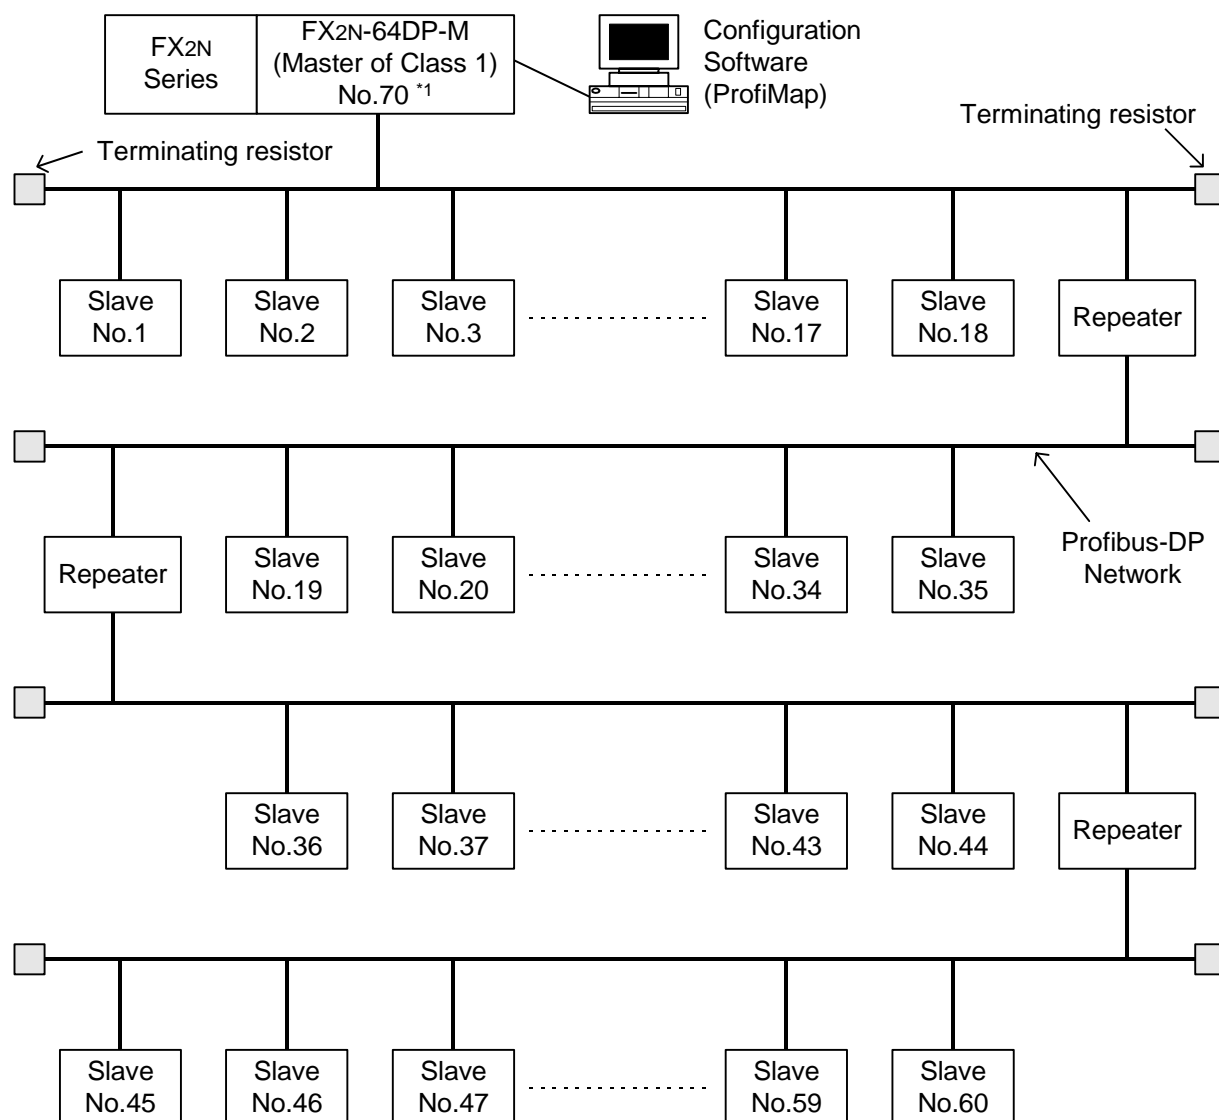 FX2N
Series
FX2N-64DP-M
(Master of Class 1)
No.70 *1
Configuration
Software
(ProfiMap)
Terminating resistor
Terminating resistor
Slave
No.1
Slave
No.2
Slave
No.3
Slave
No.17
Slave
No.18
Repeater
Repeater
Slave
No.19
Slave
No.20
Slave
No.34
Slave
No.35
Profibus-DP
Network
Slave
No.36
Slave
No.37
Slave
No.43
Slave
No.44
Repeater
Slave
No.45
Slave
No.46
Slave
No.47
Slave
No.59
Slave
No.60